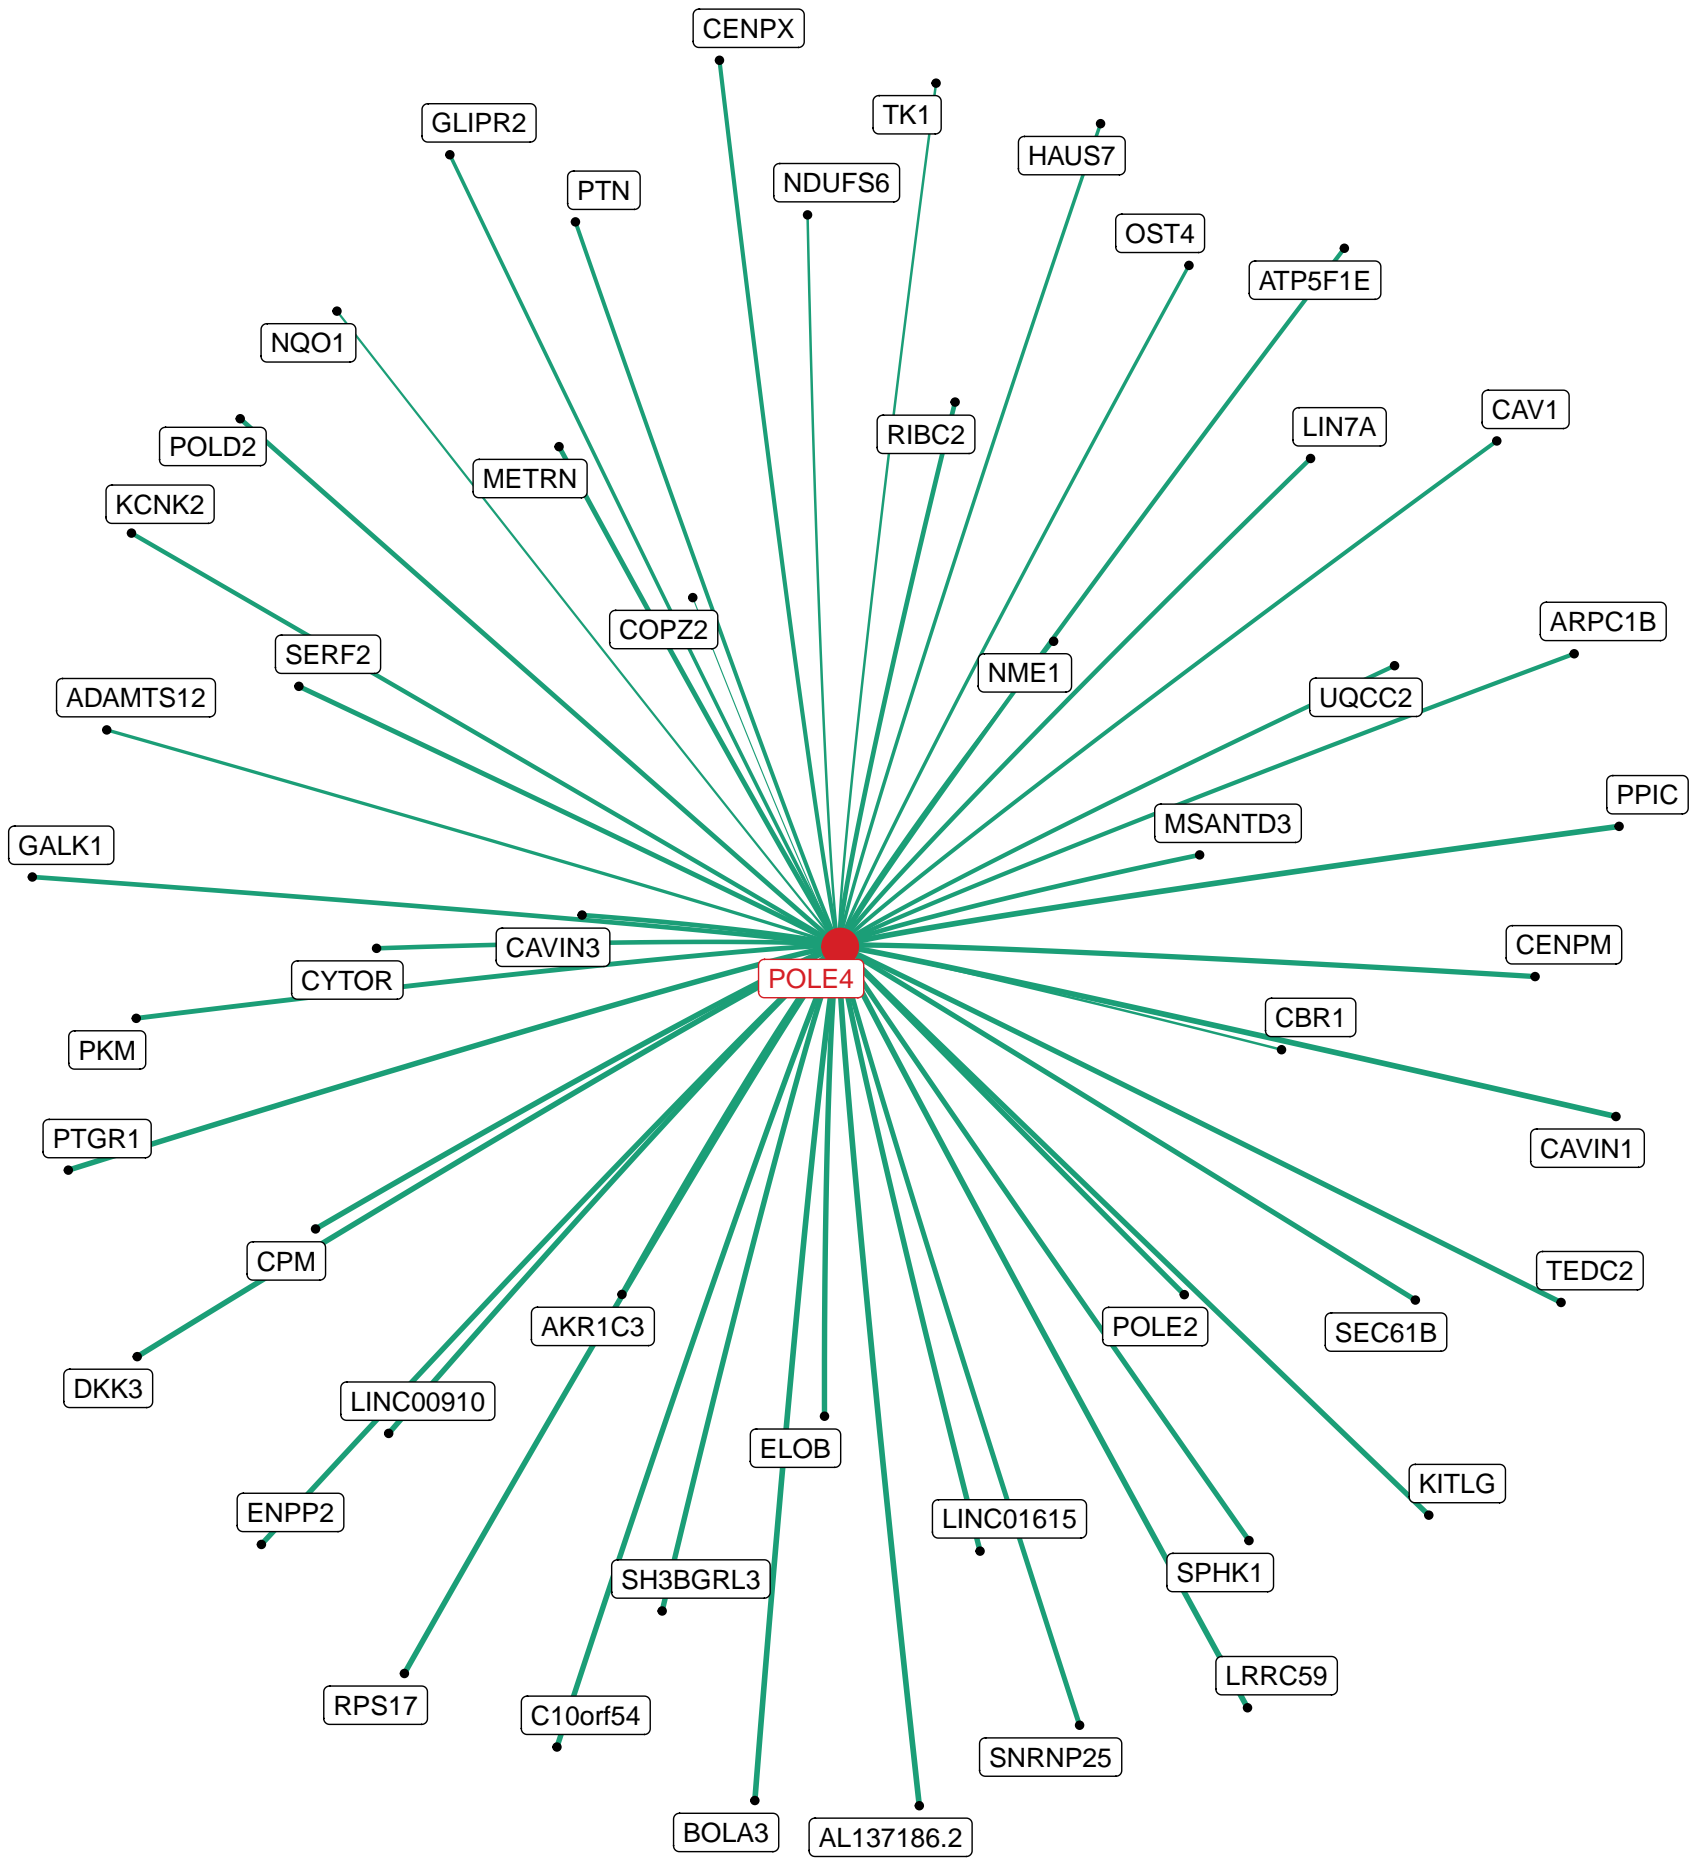 CENPX
TK1
GLIPR2
HAUS7
NDUFS6
PTN
OST4
ATP5F1E
NQO1
CAV1
LIN7A
RIBC2
POLD2
METRN
KCNK2
ARPC1B
COPZ2
SERF2
NME1
ADAMTS12
UQCC2
PPIC
MSANTD3
GALK1
CENPM
CAVIN3
POLE4
CYTOR
CBR1
PKM
PTGR1
CAVIN1
CPM
TEDC2
AKR1C3
POLE2
SEC61B
DKK3
LINC00910
ELOB
KITLG
ENPP2
LINC01615
SPHK1
SH3BGRL3
LRRC59
RPS17
C10orf54
SNRNP25
BOLA3
AL137186.2